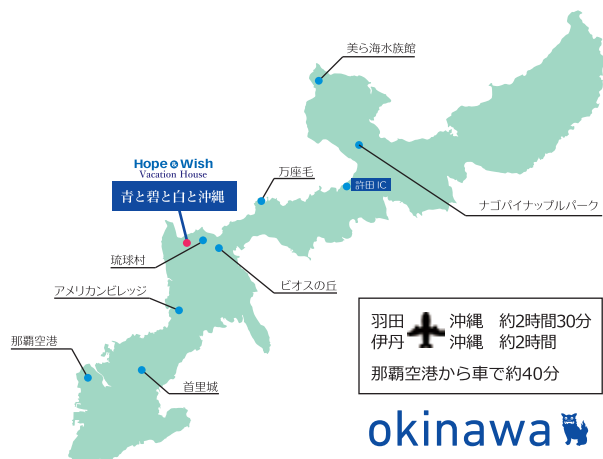 美ら海水族館
Hope&Wish
Vacation House
青と碧と白と沖縄
万座毛
許田 IC
ナゴパイナップルパーク
琉球村
ビオスの丘
アメリカンビレッジ
那覇空港
首里城
羽田 沖縄 約2時間30分
伊丹 沖縄 約2時間
那覇空港から車で約40分
okinawa